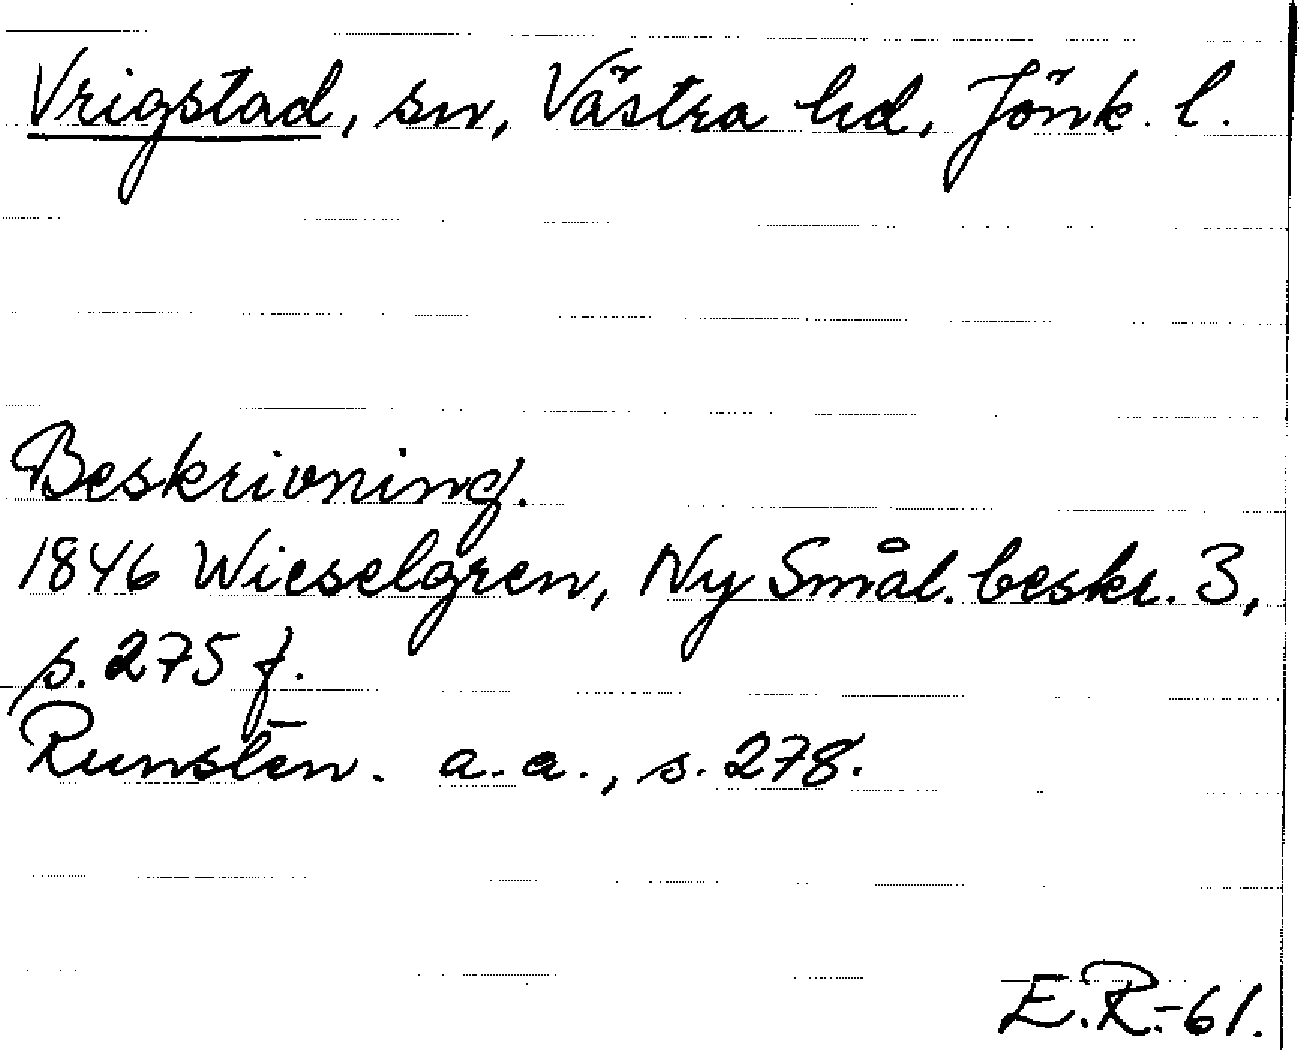 Vrigstad, sn, Västra hd, Jönk. l.
Beskrivning.
1846 Wieselgren, Ny Smål. beskr. 3,
s. 275 f.
Runsten. a.a., s. 278.
E.R.-61.